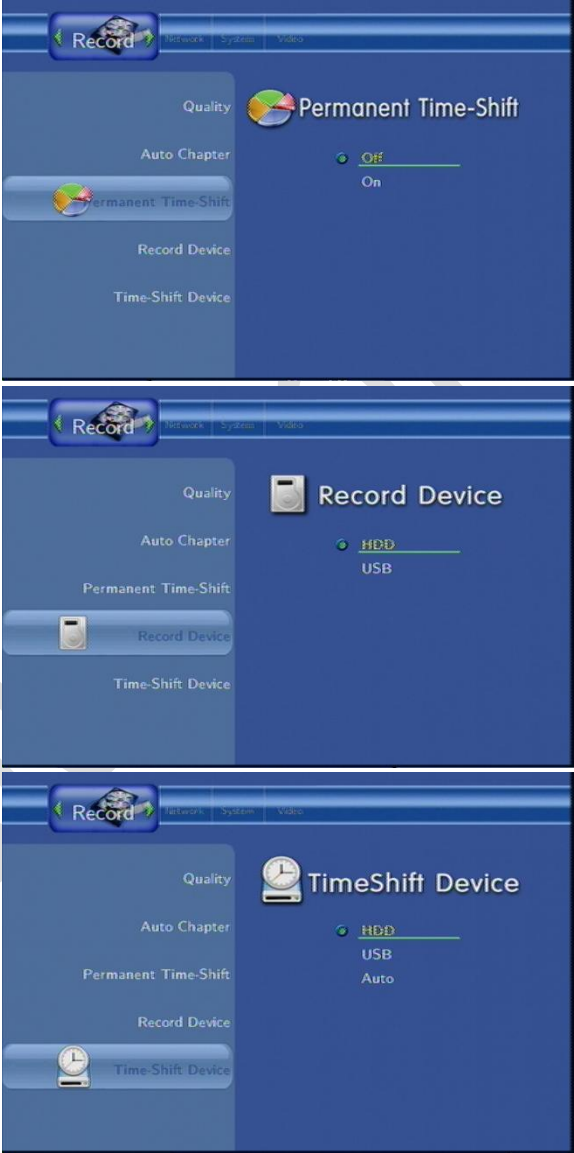 Record Network System Video
Quality
Permanent Time-Shift
Auto Chapter
Off
Permanent Time-Shift
On
Record Device
Time-Shift Device
Record Network System Video
Quality
Record Device
Auto Chapter
HDD
Permanent Time-Shift
USB
Record Device
Time-Shift Device
Record Network System Video
Quality
TimeShift Device
Auto Chapter
HDD
USB
Permanent Time-Shift
Auto
Record Device
Time-Shift Device